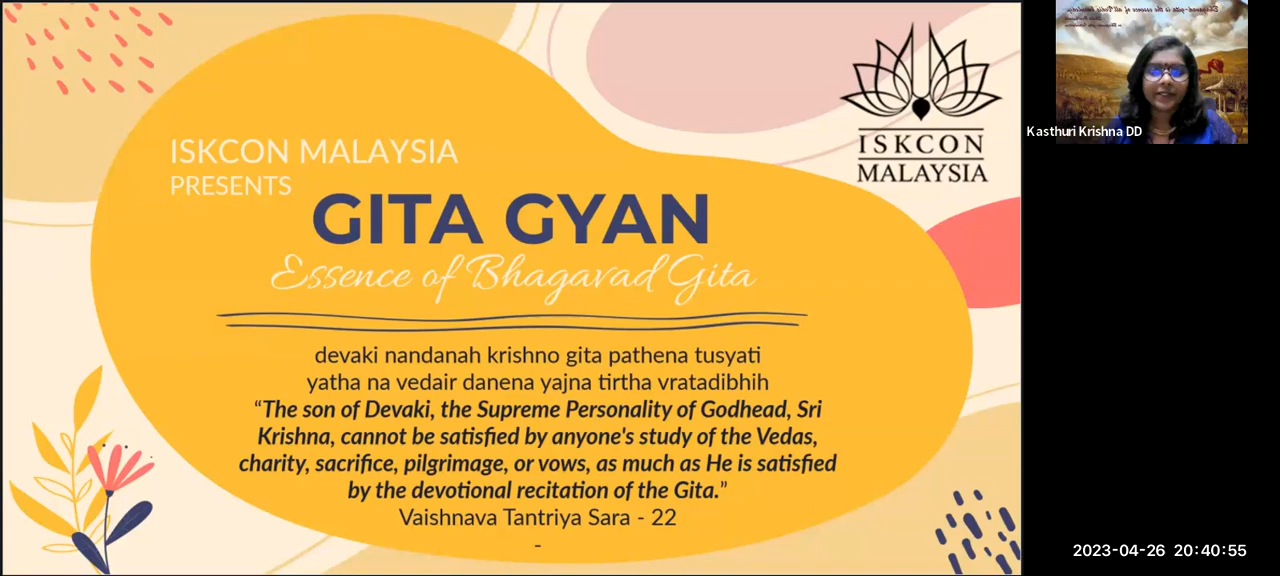 ISKCON MALAYSIA
PRESENTS
GITA GYAN
Essence of Bhagavad Gita
devaki nandanah krishno gita pathena tusyati
yatha na vedair danena yajna tirtha vratadibhih
“The son of Devaki, the Supreme Personality of Godhead, Sri
Krishna, cannot be satisfied by anyone's study of the Vedas,
charity, sacrifice, pilgrimage, or vows, as much as He is satisfied
by the devotional recitation of the Gita.”
Vaishnava Tantriya Sara - 22
-
ISKCON
MALAYSIA
Kasthuri Krishna DD
2023-04-26 20:40:55